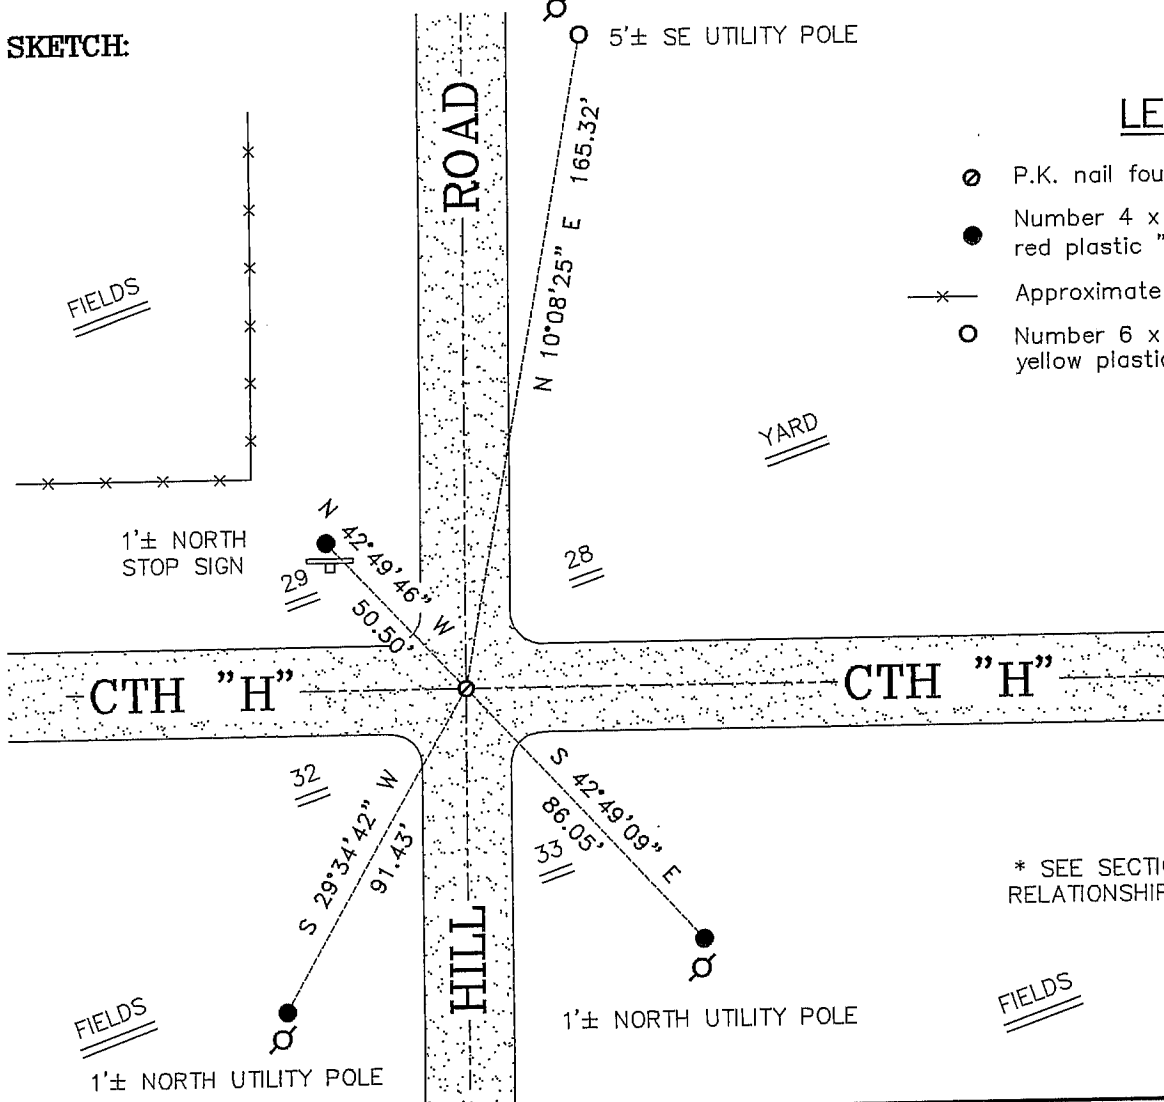 SKETCH:
5'± SE UTILITY POLE
LE
ROAD
N 10°08'25" E 165.32'
P.K. nail fou
Number 4 x
red plastic "
Approximate
Number 6 x
yellow plastic
FIELDS
YARD
1'± NORTH
STOP SIGN
N 42°49'46" W
50.50'
29
28
CTH "H"
CTH "H"
32
33
S 29°34'42" W
91.43'
S 42°49'09" E
86.05'
HILL
* SEE SECTIO
RELATIONSHIP
FIELDS
FIELDS
1'± NORTH UTILITY POLE
1'± NORTH UTILITY POLE